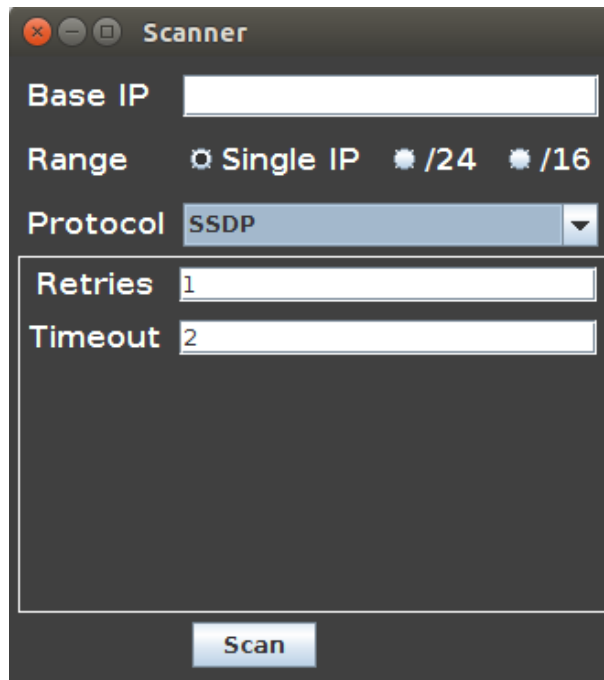 Scanner
Base IP
Range Single IP /24 /16
Protocol SSDP
Retries 1
Timeout 2
Scan